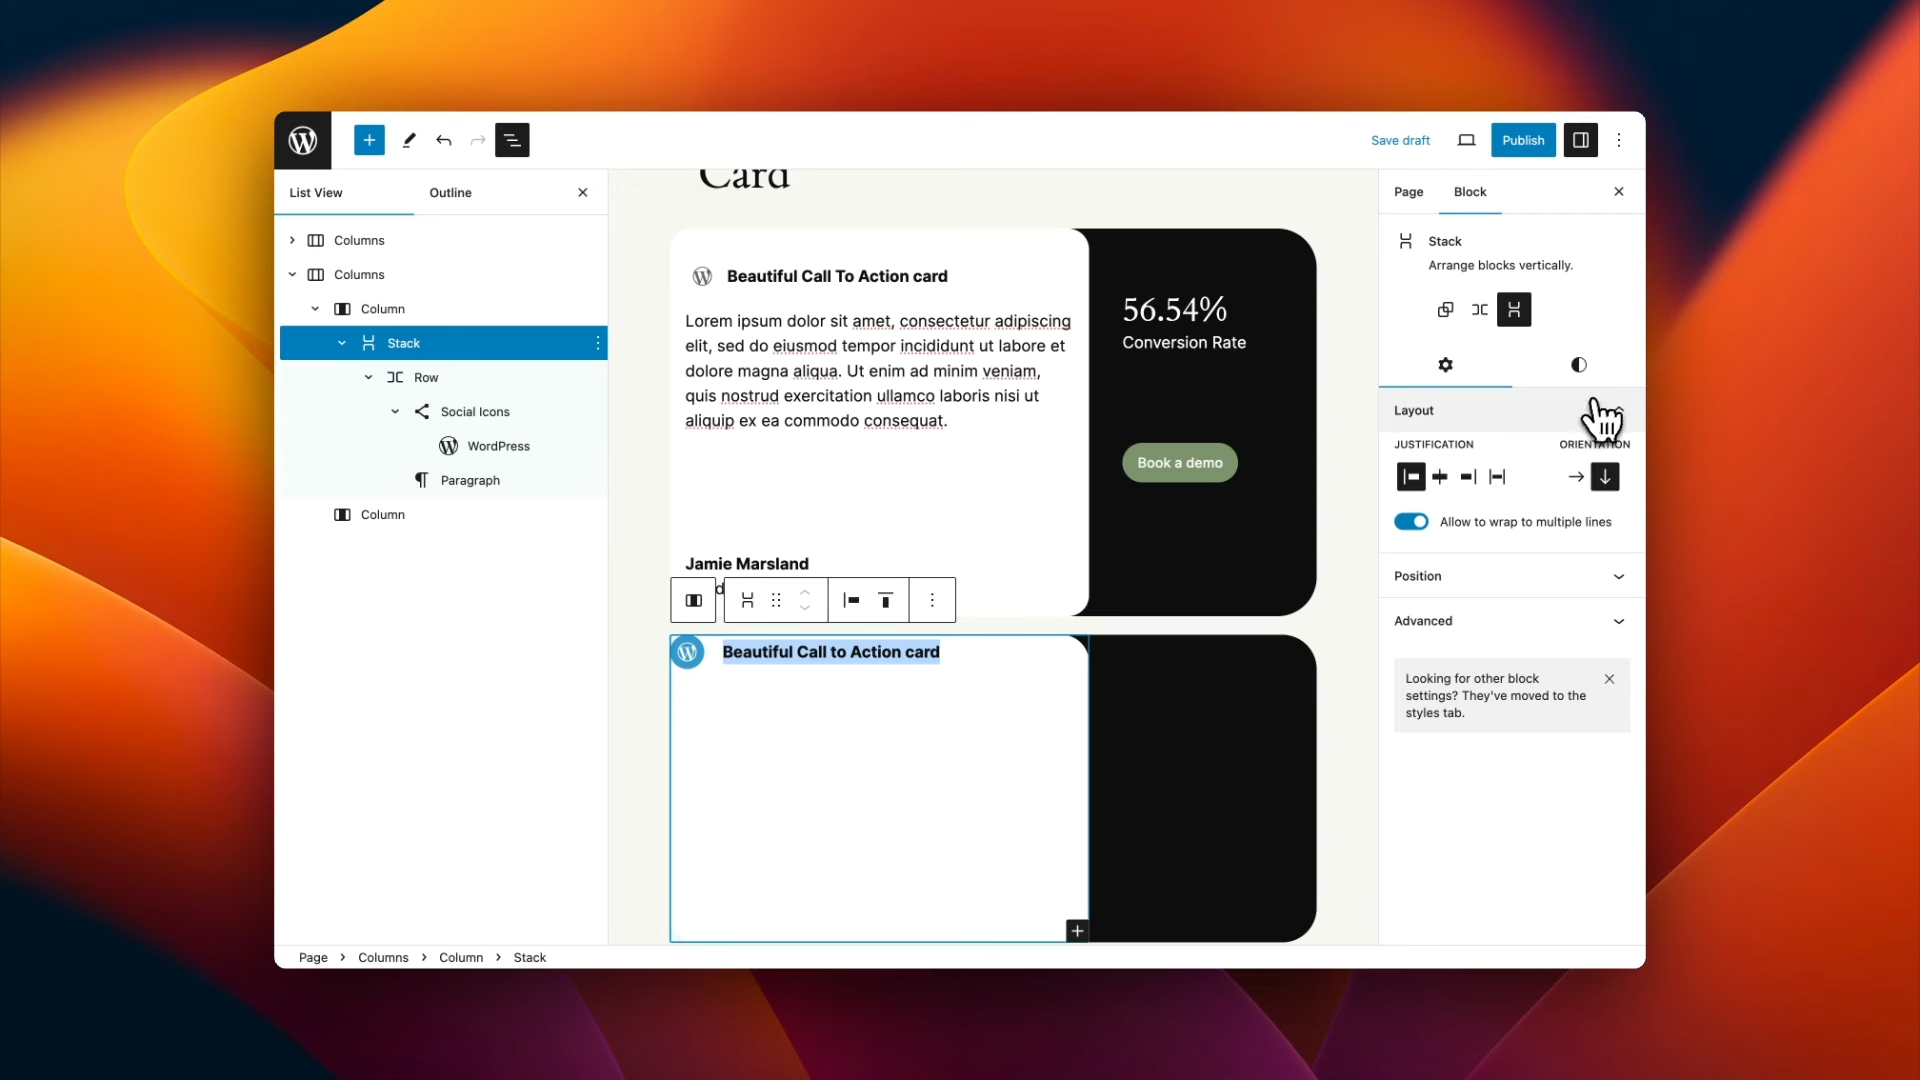 Save draft
Publish
List View
Outline
Columns
Columns
Column
Stack
Row
Social Icons
WordPress
Paragraph
Column
Card
Beautiful Call To Action card
Lorem ipsum dolor sit amet, consectetur adipiscing
elit, sed do eiusmod tempor incididunt ut labore et
dolore magna aliqua. Ut enim ad minim veniam,
quis nostrud exercitation ullamco laboris nisi ut
aliquip ex ea commodo consequat.
Jamie Marsland
56.54%
Conversion Rate
Book a demo
Beautiful Call to Action card
Page
Block
Stack
Arrange blocks vertically.
Layout
JUSTIFICATION
ORIENTATION
Allow to wrap to multiple lines
Position
Advanced
Looking for other block
settings? They've moved to the
styles tab.
Page > Columns > Column > Stack